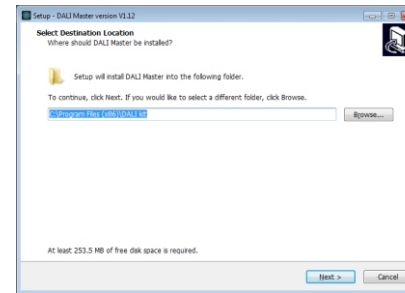 Setup - DALI Master version V1.12
Select Destination Location
Where should DALI Master be installed?
Setup will install DALI Master into the following folder.
To continue, click Next. If you would like to select a different folder, click Browse.
C:\Program Files (x86)\DALI kit
Browse...
At least 253.5 MB of free disk space is required.
Next >
Cancel